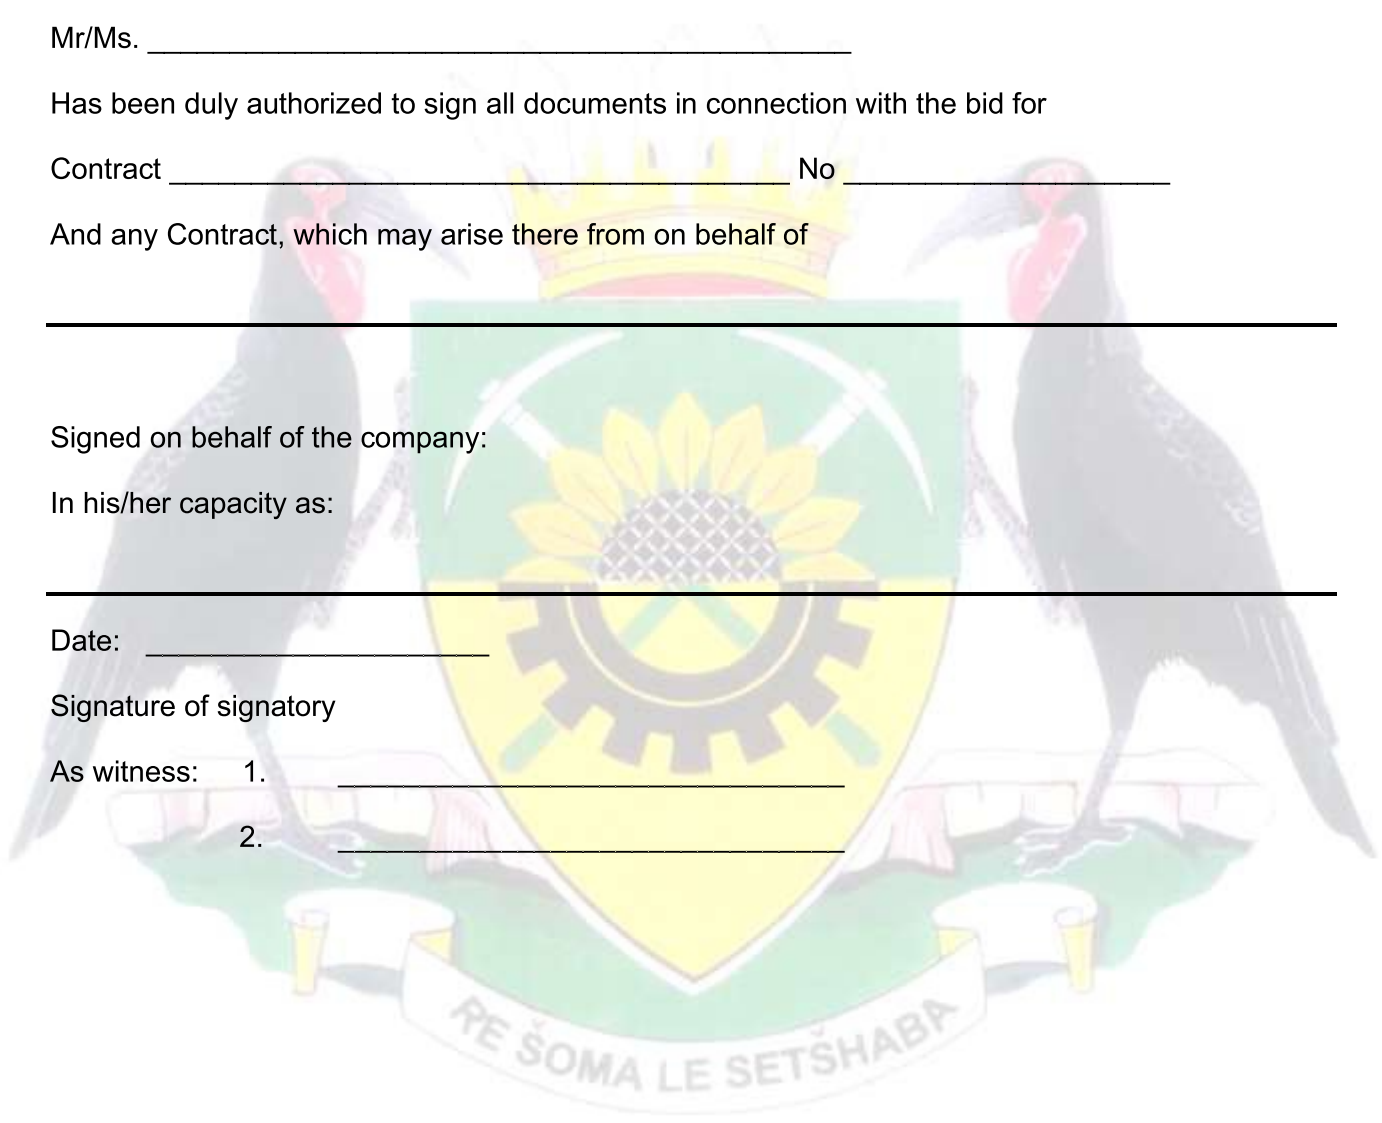 Mr/Ms. ___________________________________________
Has been duly authorized to sign all documents in connection with the bid for
Contract ______________________________________ No ____________________
And any Contract, which may arise there from on behalf of
Signed on behalf of the company:
In his/her capacity as:
Date: _____________________
Signature of signatory
As witness: 1. _______________________________
2. _______________________________
RE ŠOMA LE SETŠHABA